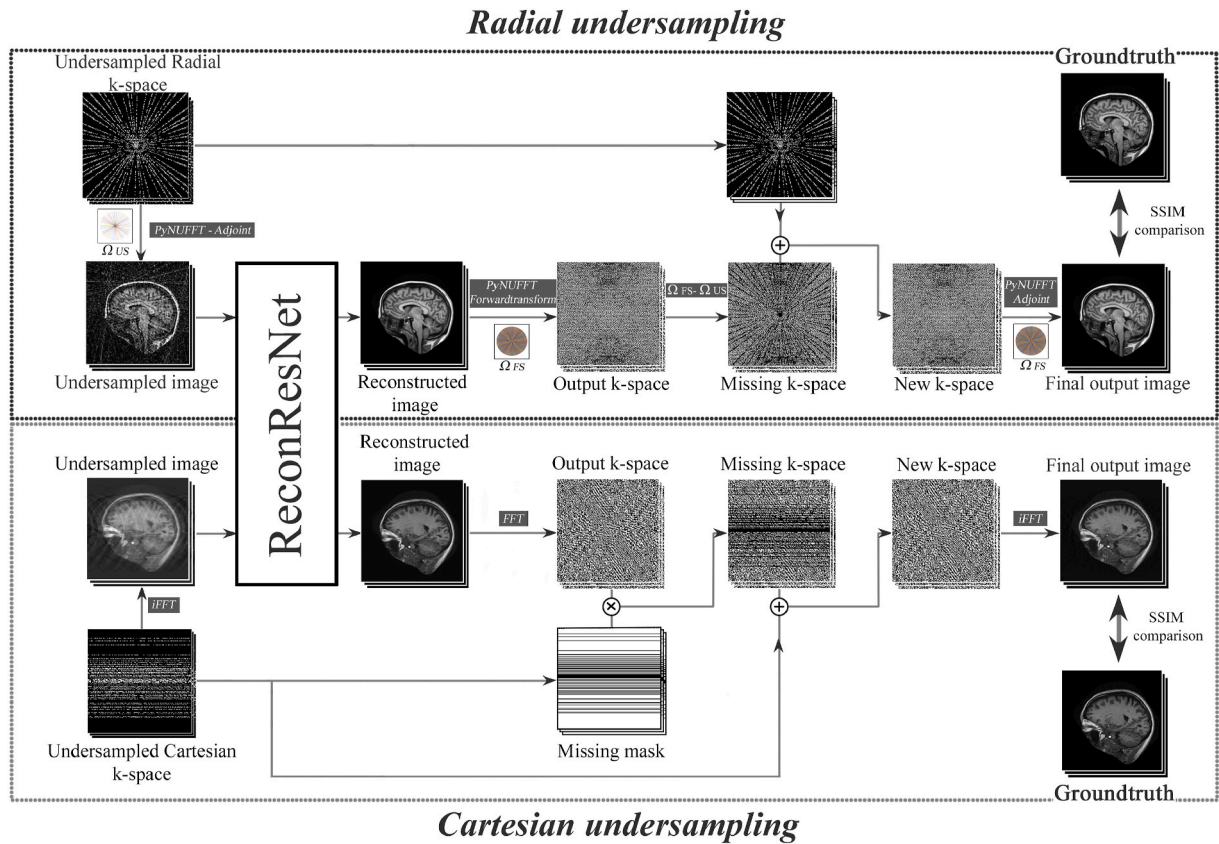 Radial undersampling
Undersampled Radial
k-space
Groundtruth
PyNUFFT - Adjoint
Ω US
SSIM
comparison
ReconResNet
PyNUFFT
Forwardtransform
Ω FS
Ω FS- Ω US
PyNUFFT
Adjoint
Ω FS
Undersampled image
Reconstructed
image
Output k-space
Missing k-space
New k-space
Final output image
Undersampled image
Reconstructed
image
Output k-space
Missing k-space
New k-space
Final output image
FFT
iFFT
iFFT
SSIM
comparison
Undersampled Cartesian
k-space
Missing mask
Groundtruth
Cartesian undersampling